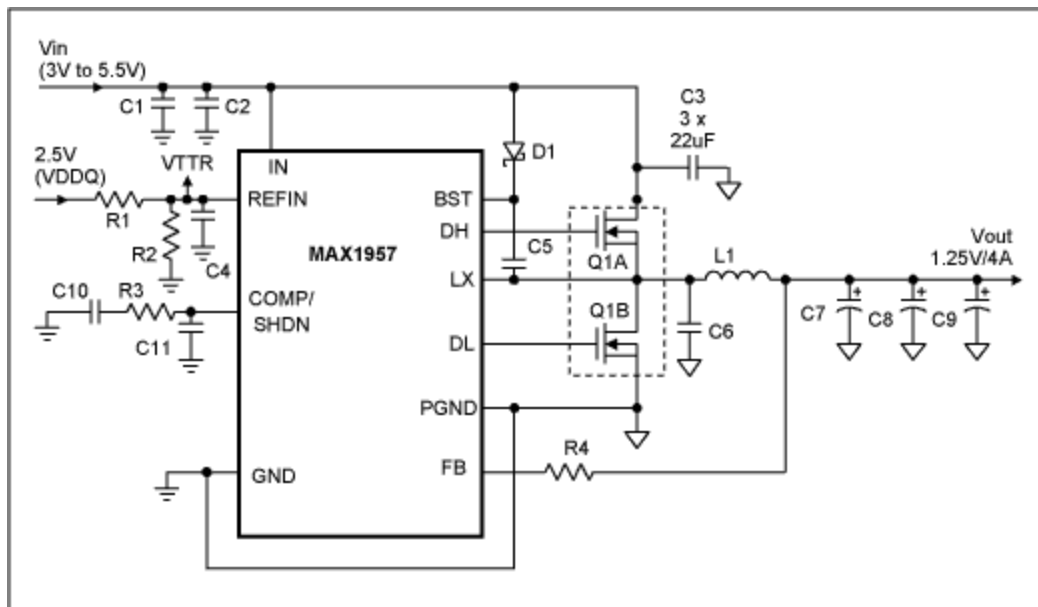 Vin
(3V to 5.5V)
C1
C2
C3
3 x
22uF
2.5V
(VDDQ)
VTTR
IN
D1
REFIN
BST
R1
R2
C4
MAX1957
DH
C5
Q1A
Vout
1.25V/4A
L1
LX
C10
R3
COMP/
SHDN
C11
Q1B
DL
C6
C7
C8
C9
PGND
R4
GND
FB
+
+
+